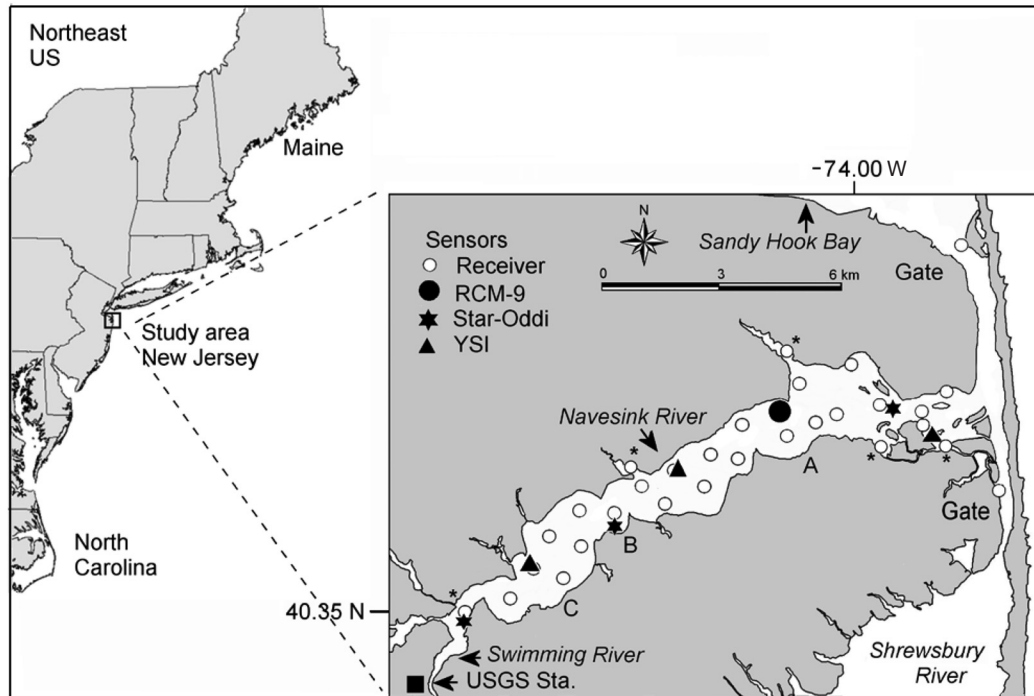 Northeast
US
Maine
Study area
New Jersey
North
Carolina
-74.00 W
40.35 N
Sensors
Receiver
RCM-9
Star-Oddi
YSI
N
0 3 6 km
Sandy Hook Bay
Gate
*
Navesink River
*
A
* *
Gate
B
C
*
Swimming River
USGS Sta.
Shrewsbury
River